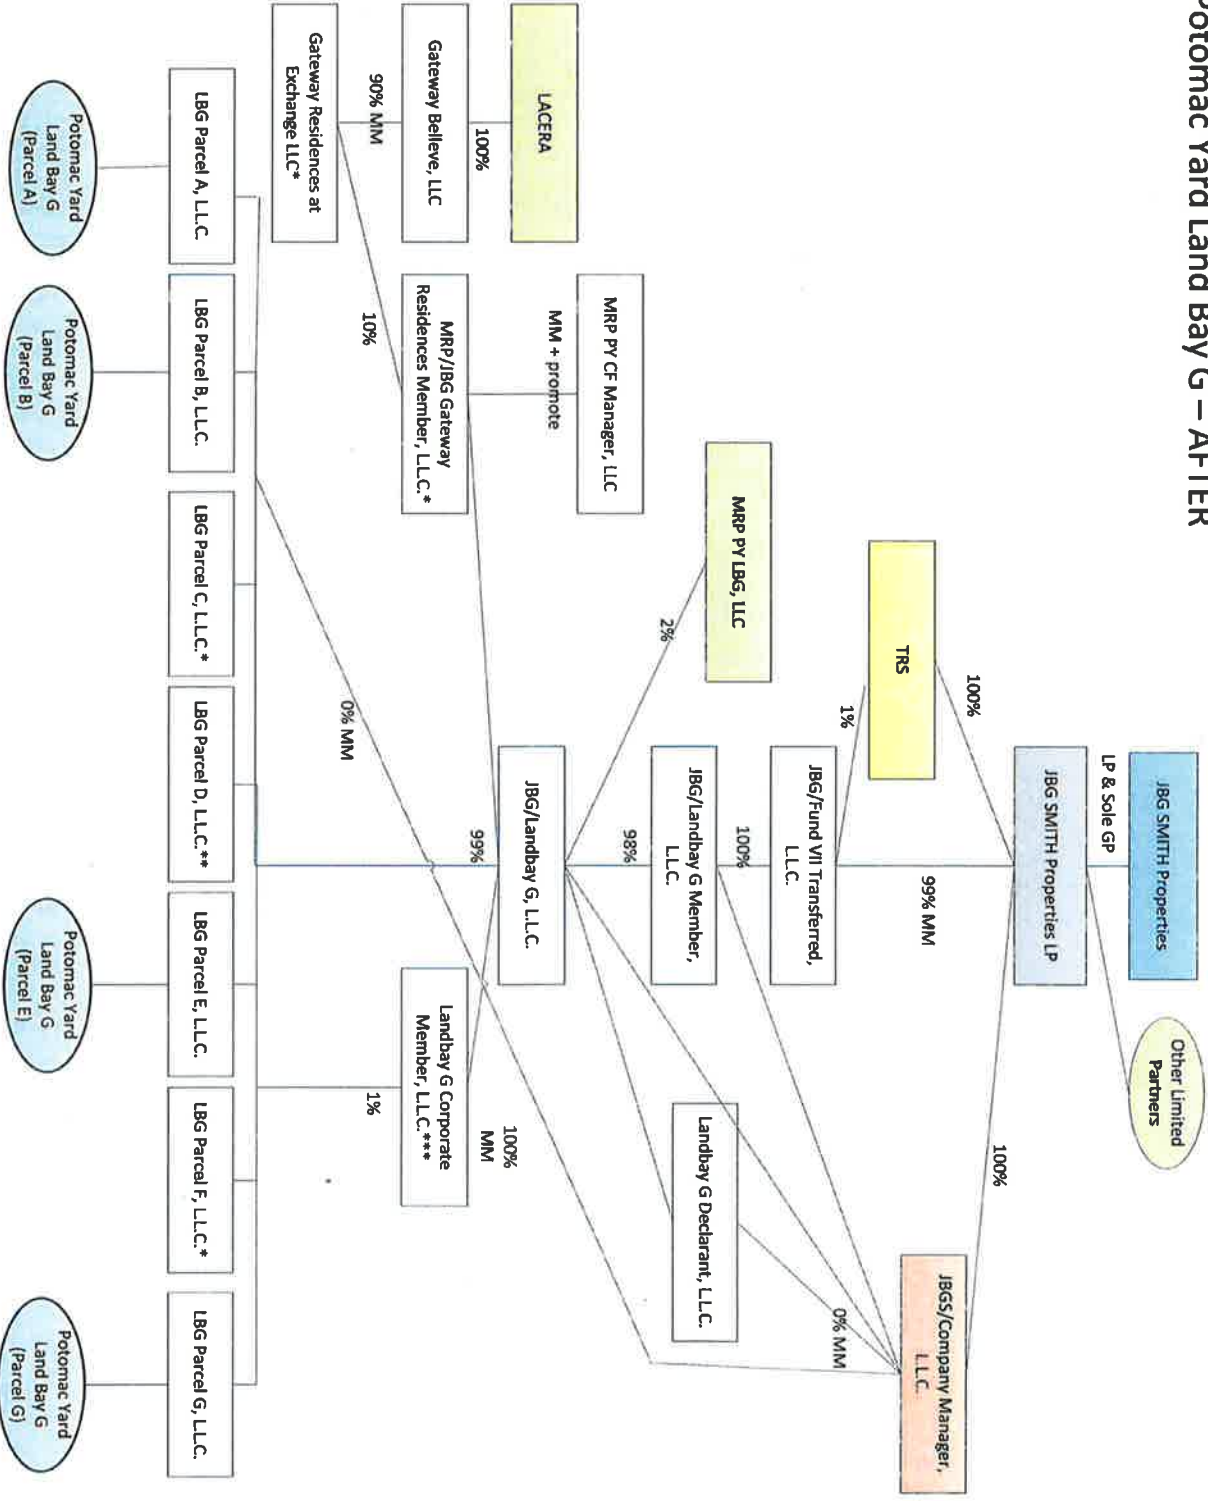 Potomac Yard Land Bay G – AFTER
JBG SMITH Properties
Other Limited
Partners
LP & Sole GP
JBG SMITH Properties LP
100%
99% MM
100%
TRS
JBGS/Company Manager,
L.L.C.
1%
JBG/Fund VII Transferred,
L.L.C.
0% MM
100%
MRP PY LBG, LLC
JBG/Landbay G Member,
L.L.C.
Landbay G Declarant, L.L.C.
2%
98%
MRP PY CF Manager, LLC
MM + promote
LACERA
100%
JBG/Landbay G, L.L.C.
99%
100%
MM
Gateway Belleve, LLC
MRP/JBG Gateway
Residences Member, L.L.C.*
Landbay G Corporate
Member, L.L.C.***
90% MM
10%
0% MM
1%
Gateway Residences at
Exchange LLC*
LBG Parcel A, L.L.C.
LBG Parcel B, L.L.C.
LBG Parcel C, L.L.C.*
LBG Parcel D, L.L.C.**
LBG Parcel E, L.L.C.
LBG Parcel F, L.L.C.*
LBG Parcel G, L.L.C.
Potomac Yard
Land Bay G
(Parcel A)
Potomac Yard
Land Bay G
(Parcel B)
Potomac Yard
Land Bay G
(Parcel E)
Potomac Yard
Land Bay G
(Parcel G)